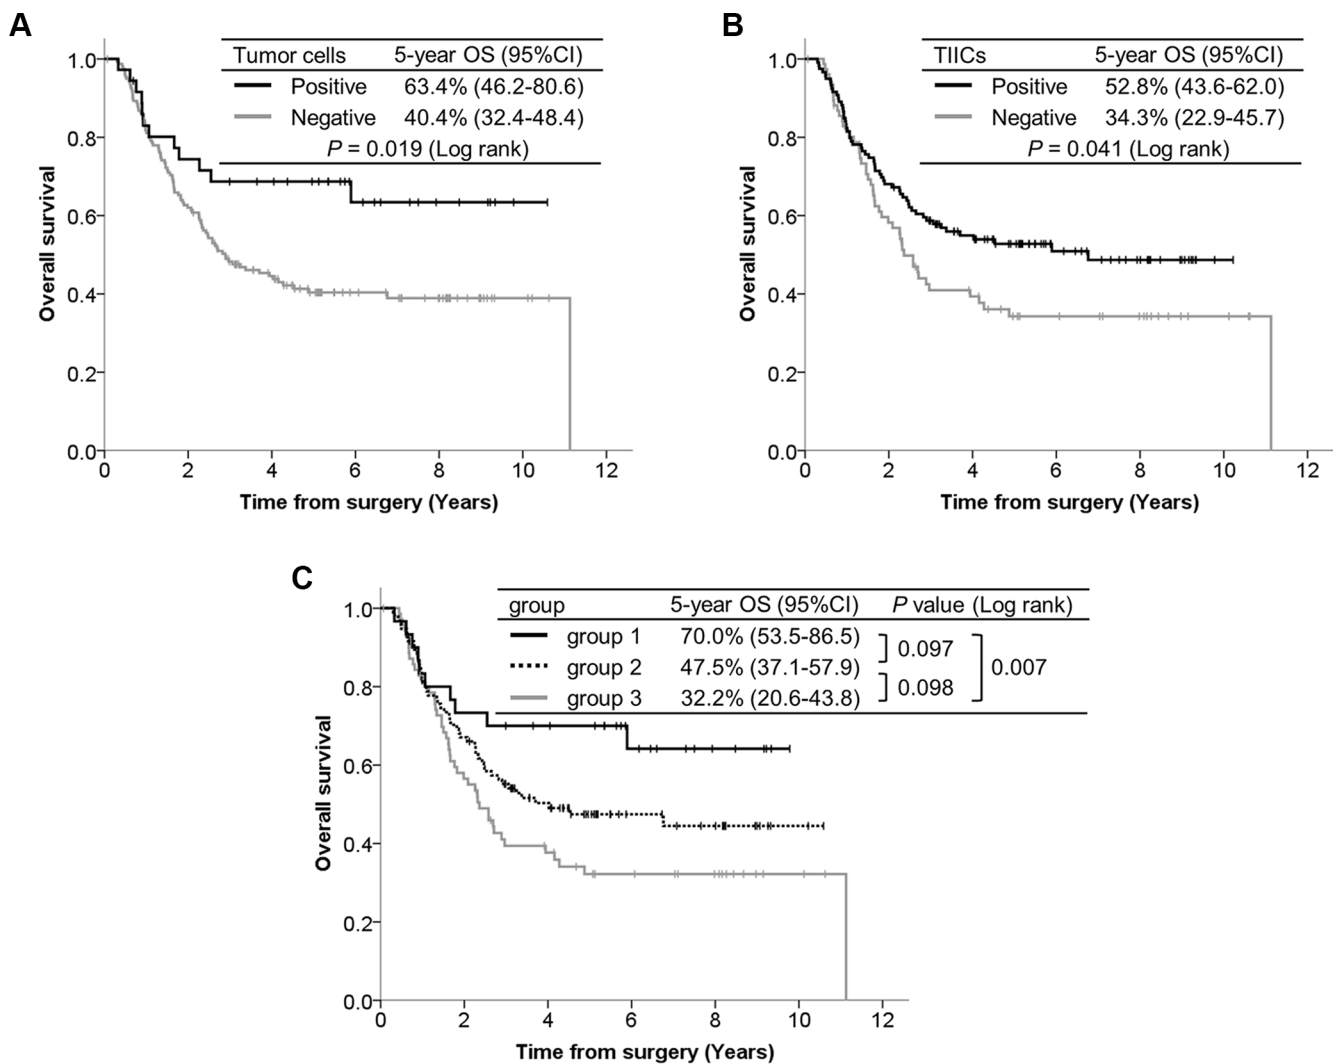 A
Tumor cells 5-year OS (95%CI)
Positive 63.4% (46.2-80.6)
Negative 40.4% (32.4-48.4)
P = 0.019 (Log rank)
Overall survival
1.0
0.8
0.6
0.4
0.2
0.0
0 2 4 6 8 10 12
Time from surgery (Years)
B
TIICs 5-year OS (95%CI)
Positive 52.8% (43.6-62.0)
Negative 34.3% (22.9-45.7)
P = 0.041 (Log rank)
Overall survival
1.0
0.8
0.6
0.4
0.2
0.0
0 2 4 6 8 10 12
Time from surgery (Years)
C
group 5-year OS (95%CI) P value (Log rank)
group 1 70.0% (53.5-86.5)
0.097
group 2 47.5% (37.1-57.9)
0.007
0.098
group 3 32.2% (20.6-43.8)
Overall survival
1.0
0.8
0.6
0.4
0.2
0.0
0 2 4 6 8 10 12
Time from surgery (Years)